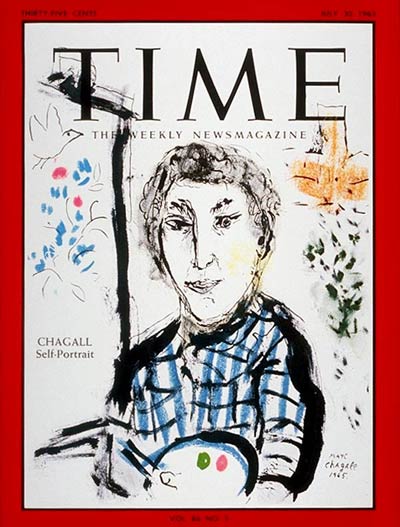 THIRTY-FIVE CENTS
JULY 30, 1965
TIME
THE WEEKLY NEWSMAGAZINE
CHAGALL
Self-Portrait
MARC
Chagall
1965